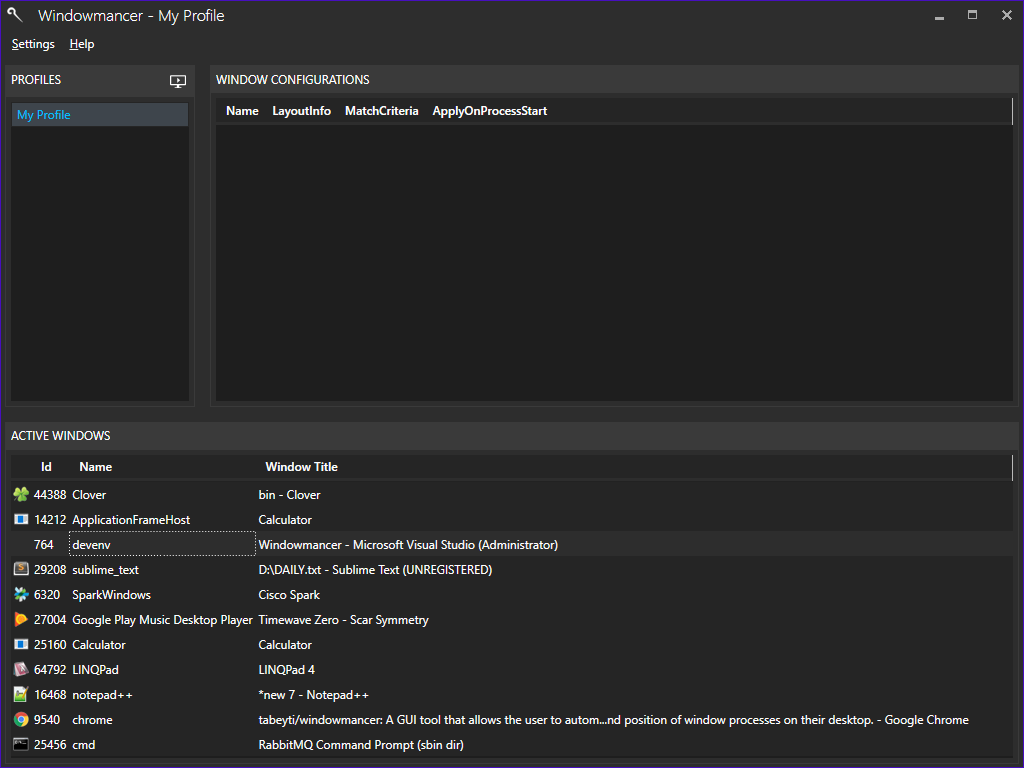 Windowmancer - My Profile
Settings Help
PROFILES
My Profile
WINDOW CONFIGURATIONS
Name LayoutInfo MatchCriteria ApplyOnProcessStart
ACTIVE WINDOWS
Id Name Window Title
44388 Clover bin - Clover
14212 ApplicationFrameHost Calculator
764 devenv Windowmancer - Microsoft Visual Studio (Administrator)
29208 sublime_text D:\DAILY.txt - Sublime Text (UNREGISTERED)
6320 SparkWindows Cisco Spark
27004 Google Play Music Desktop Player Timewave Zero - Scar Symmetry
25160 Calculator Calculator
64792 LINQPad LINQPad 4
16468 notepad++ *new 7 - Notepad++
9540 chrome tabeyti/windowmancer: A GUI tool that allows the user to autom...nd position of window processes on their desktop. - Google Chrome
25456 cmd RabbitMQ Command Prompt (sbin dir)